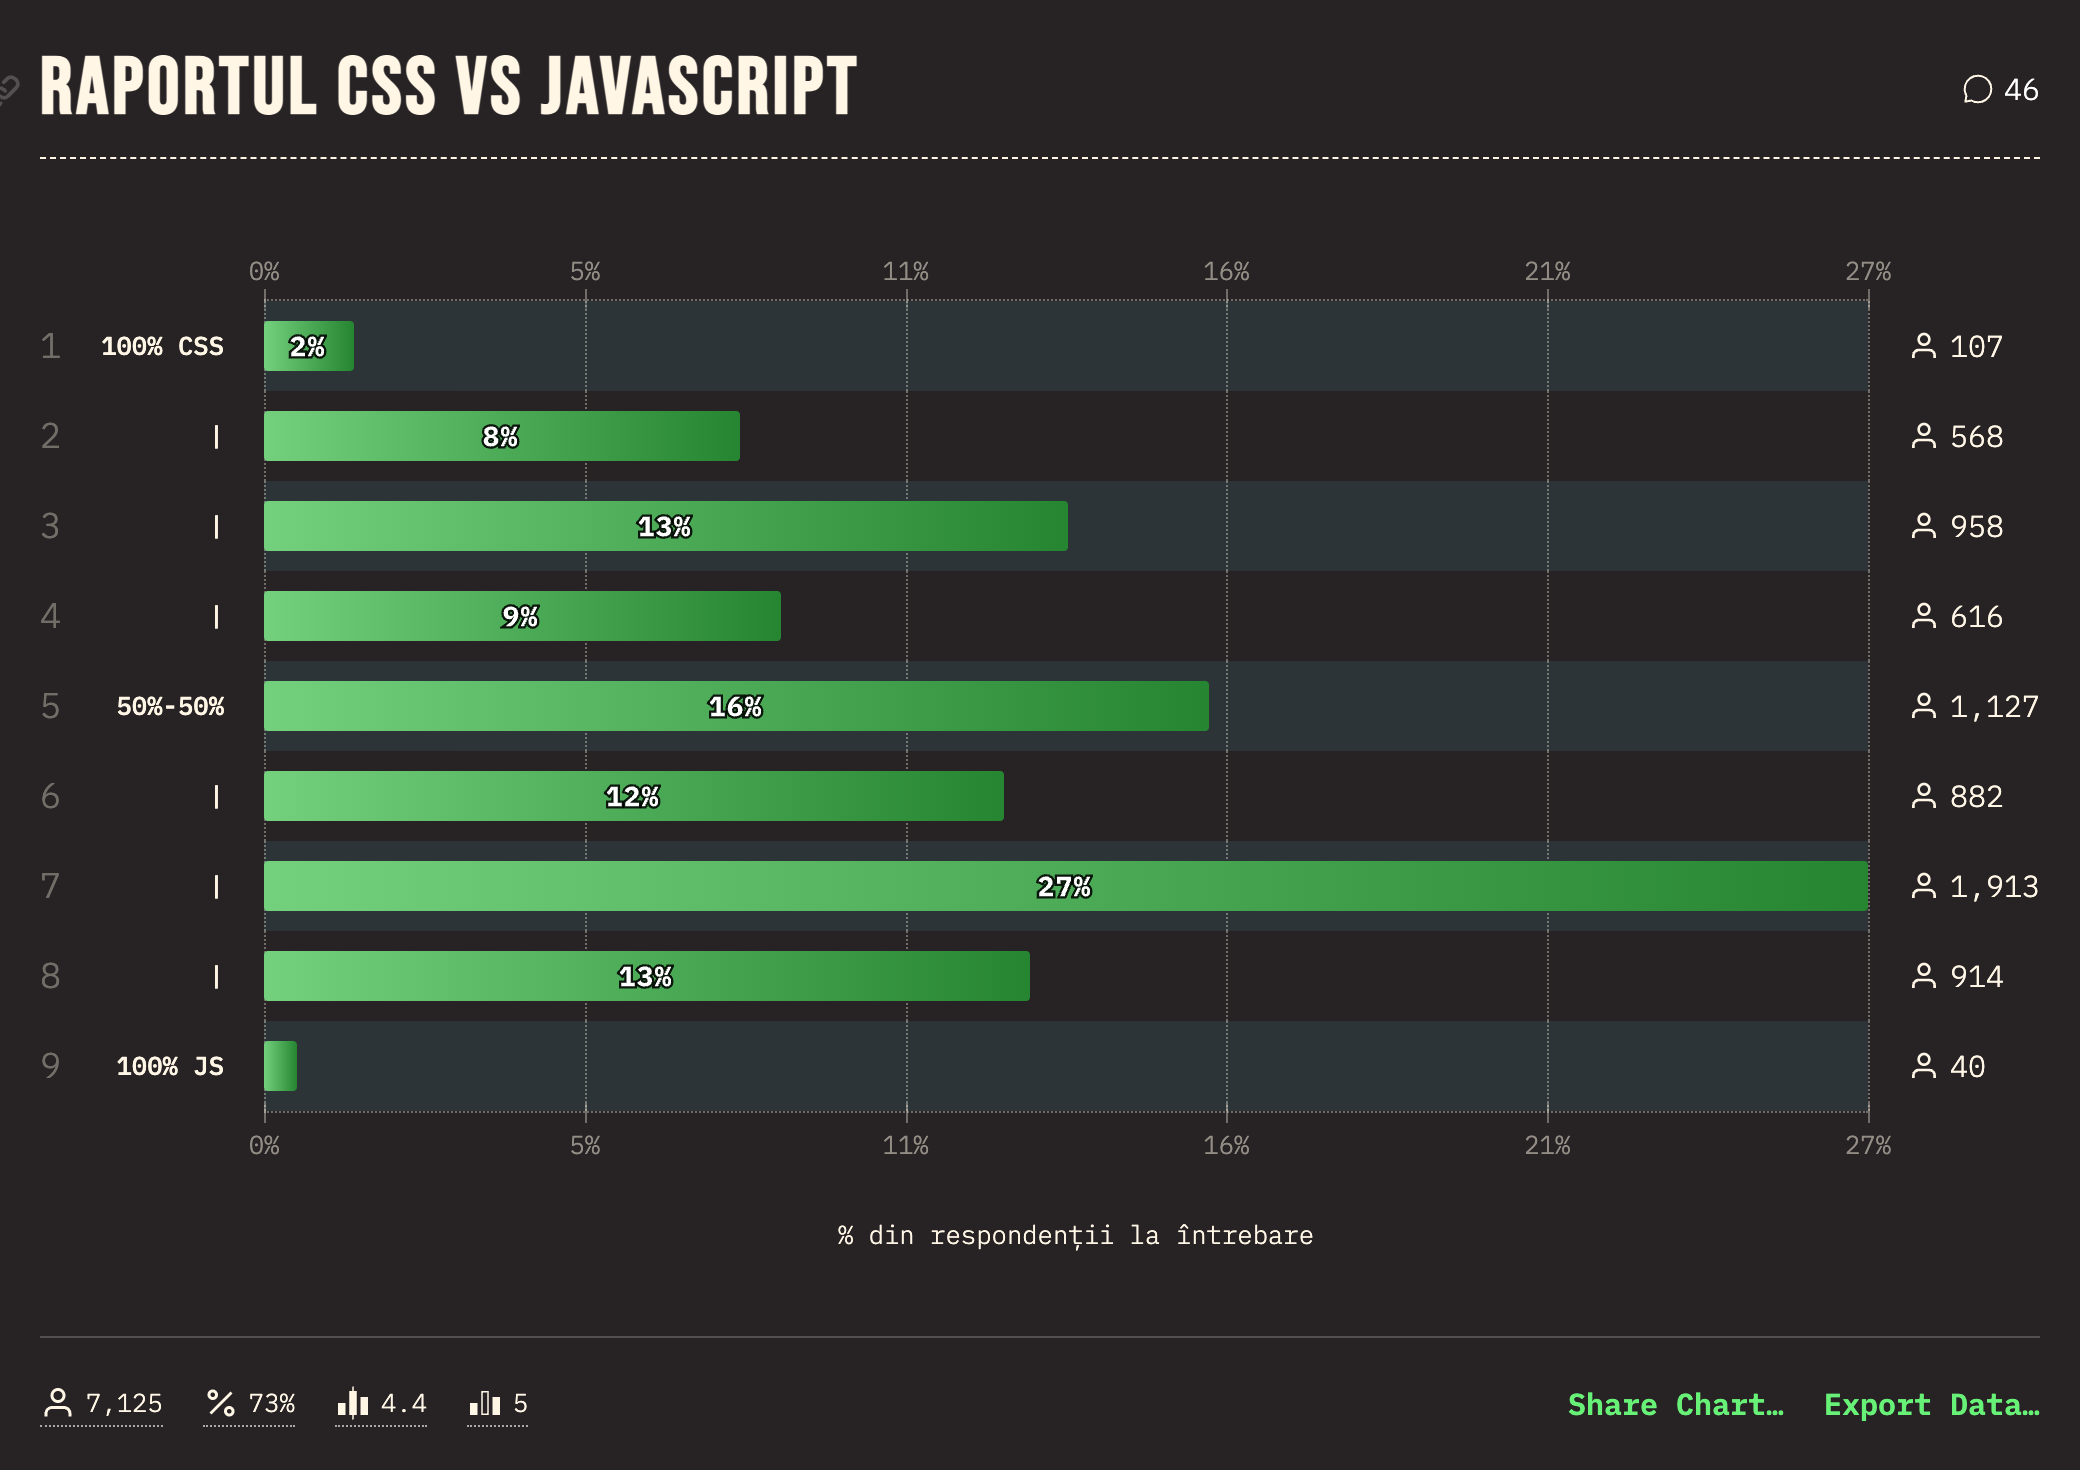 RAPORTUL CSS VS JAVASCRIPT
46
0% 5% 11% 16% 21% 27%
1 100% CSS 2% 107
2 | 8% 568
3 | 13% 958
4 | 9% 616
5 50%-50% 16% 1,127
6 | 12% 882
7 | 27% 1,913
8 | 13% 914
9 100% JS 40
0% 5% 11% 16% 21% 27%
% din respondenții la întrebare
7,125 73% 4.4 5 Share Chart… Export Data…